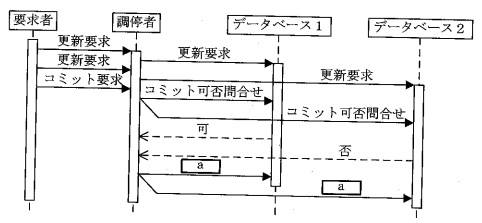 要求者
調停者
データベース1
データベース2
更新要求
更新要求
更新要求
更新要求
コミット要求
コミット可否問合せ
コミット可否問合せ
可
否
a
a